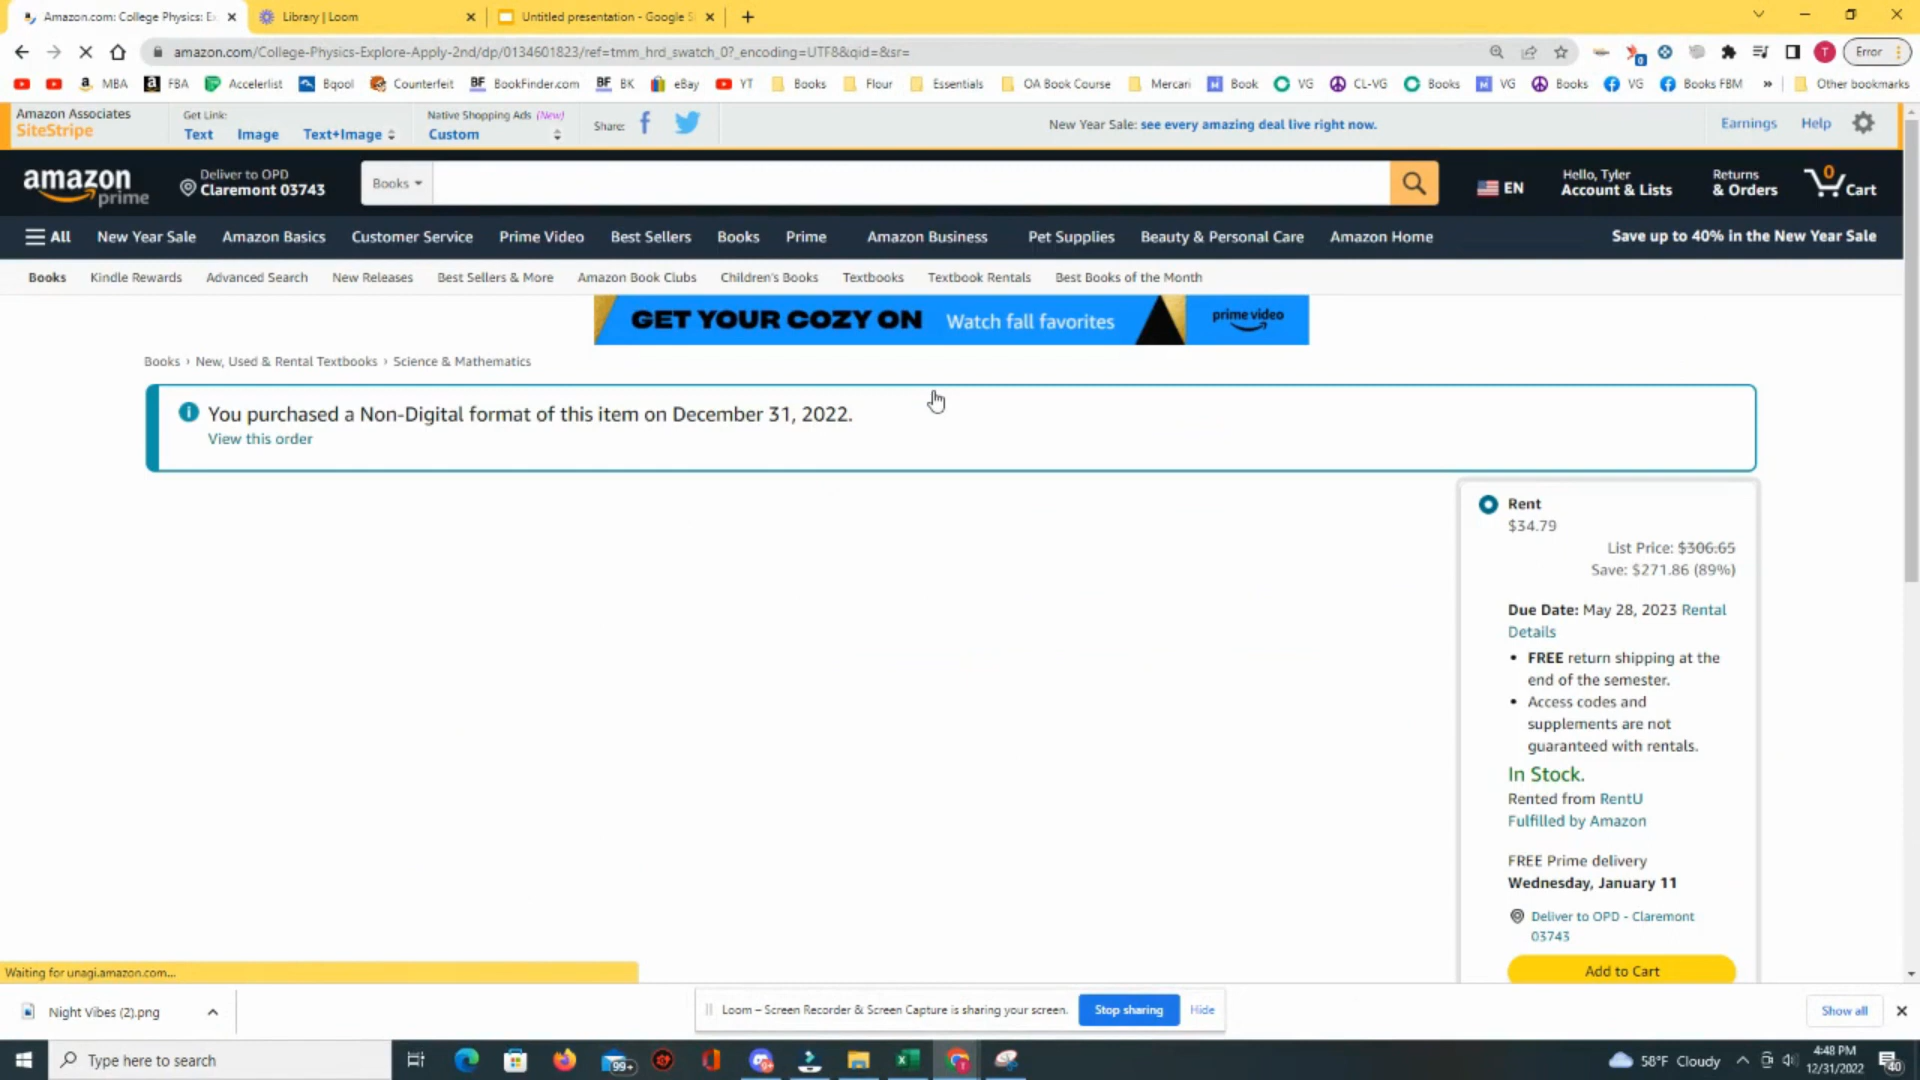 Amazon.com: College Physics: E
Library | Loom
Untitled presentation - Google S
amazon.com/College-Physics-Explore-Apply-2nd/dp/0134601823/ref=tmm_hrd_swatch_0?_encoding=UTF8&qid=&sr=
0
T
Error
MBA
FBA
Accelerlist
Bqool
Counterfeit
BF BookFinder.com
BF BK
eBay
YT
Books
Flour
Essentials
OA Book Course
Mercari
Book
VG
CL-VG
Books
VG
Books
VG
Books FBM
»
Other bookmarks
Amazon Associates
SiteStripe
Get Link:
Text
Image
Text+Image
Native Shopping Ads (New)
Custom
Share:
New Year Sale: see every amazing deal live right now.
Earnings
Help
amazon
prime
Deliver to OPD
Claremont 03743
Books
EN
Hello, Tyler
Account & Lists
Returns
& Orders
0
Cart
All
New Year Sale
Amazon Basics
Customer Service
Prime Video
Best Sellers
Books
Prime
Amazon Business
Pet Supplies
Beauty & Personal Care
Amazon Home
Save up to 40% in the New Year Sale
Books
Kindle Rewards
Advanced Search
New Releases
Best Sellers & More
Amazon Book Clubs
Children's Books
Textbooks
Textbook Rentals
Best Books of the Month
GET YOUR COZY ON
Watch fall favorites
prime video
Books › New, Used & Rental Textbooks › Science & Mathematics
You purchased a Non-Digital format of this item on December 31, 2022.
View this order
Rent
$34.79
List Price: $306.65
Save: $271.86 (89%)
Due Date: May 28, 2023 Rental
Details
• FREE return shipping at the
end of the semester.
• Access codes and
supplements are not
guaranteed with rentals.
In Stock.
Rented from RentU
Fulfilled by Amazon
FREE Prime delivery
Wednesday, January 11
Deliver to OPD - Claremont
03743
Add to Cart
Waiting for unagi.amazon.com...
Night Vibes (2).png
Loom – Screen Recorder & Screen Capture is sharing your screen.
Stop sharing
Hide
Show all
Type here to search
99+
58°F Cloudy
4:48 PM
12/31/2022
40